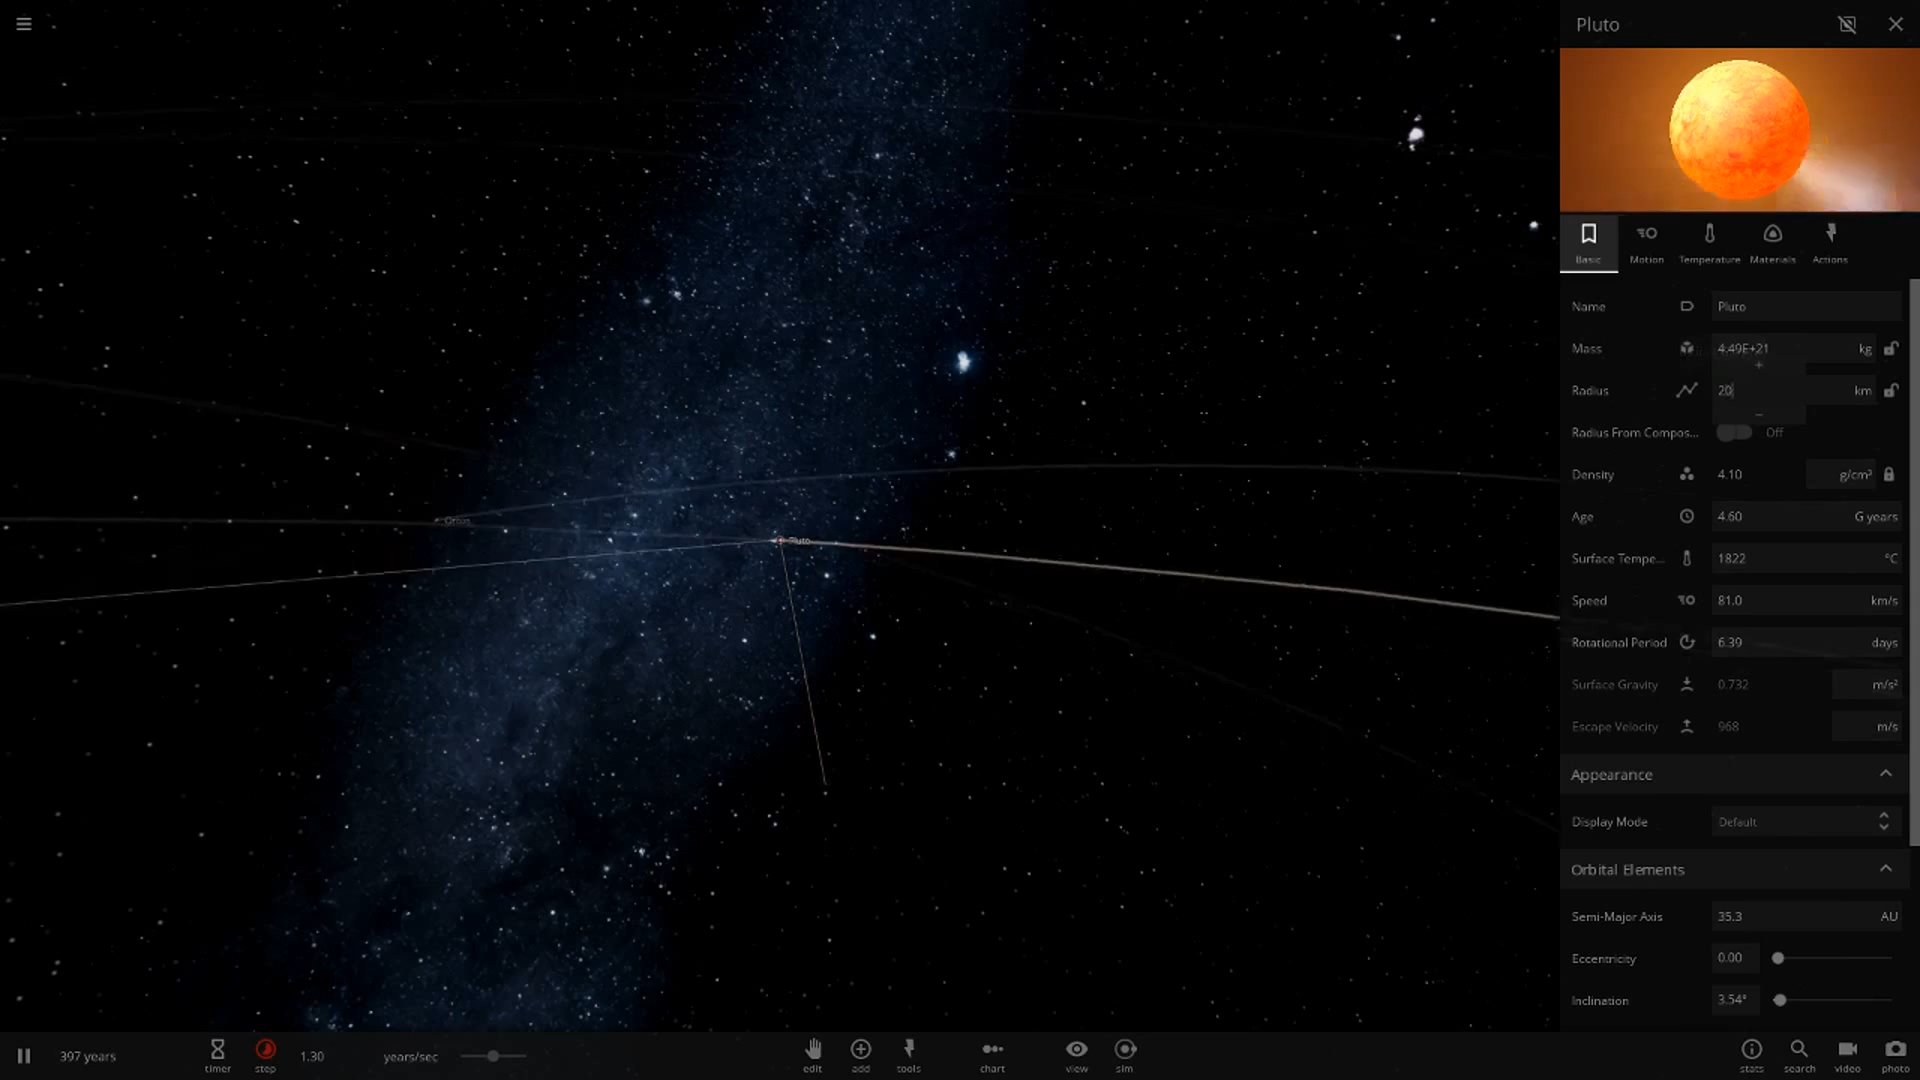 Pluto
Basic
Motion
Temperature
Materials
Actions
Name
Pluto
Mass
4.49E+21
kg
Radius
20
km
Radius From Compos...
Off
Density
4.10
g/cm³
Age
4.60
G years
Surface Tempe...
1822
°C
Speed
81.0
km/s
Rotational Period
6.39
days
Surface Gravity
0.732
m/s²
Escape Velocity
968
m/s
Appearance
Display Mode
Default
Orbital Elements
Semi-Major Axis
35.3
AU
Eccentricity
0.00
Inclination
3.54°
Orcus
Pluto
397 years
timer
step
1.30
years/sec
edit
add
tools
chart
view
sim
stats
search
video
photo